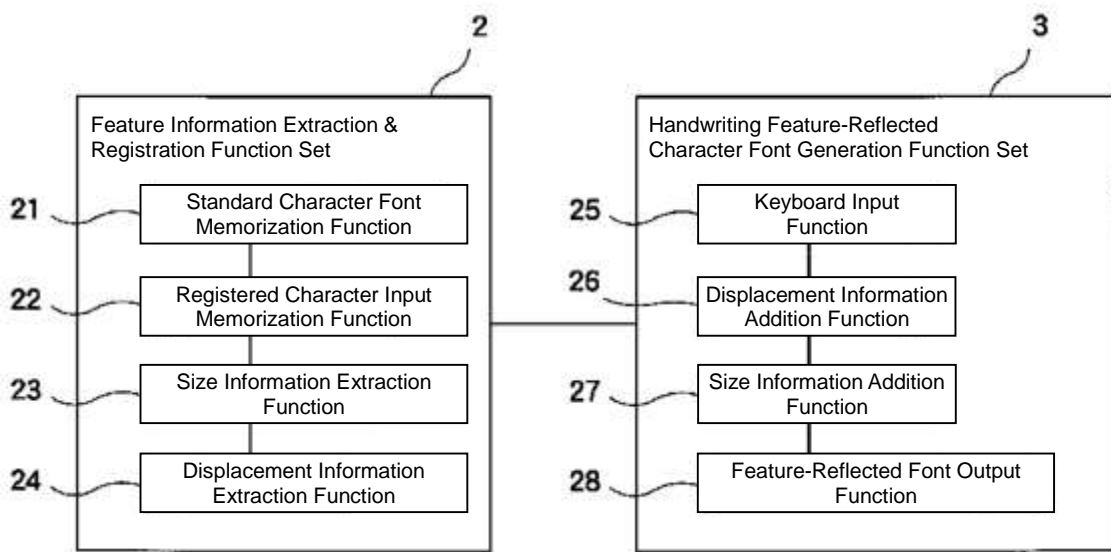 2
Feature Information Extraction &
Registration Function Set
21
Standard Character Font
Memorization Function
22
Registered Character Input
Memorization Function
23
Size Information Extraction
Function
24
Displacement Information
Extraction Function
3
Handwriting Feature-Reflected
Character Font Generation Function Set
25
Keyboard Input
Function
26
Displacement Information
Addition Function
27
Size Information Addition
Function
28
Feature-Reflected Font Output
Function